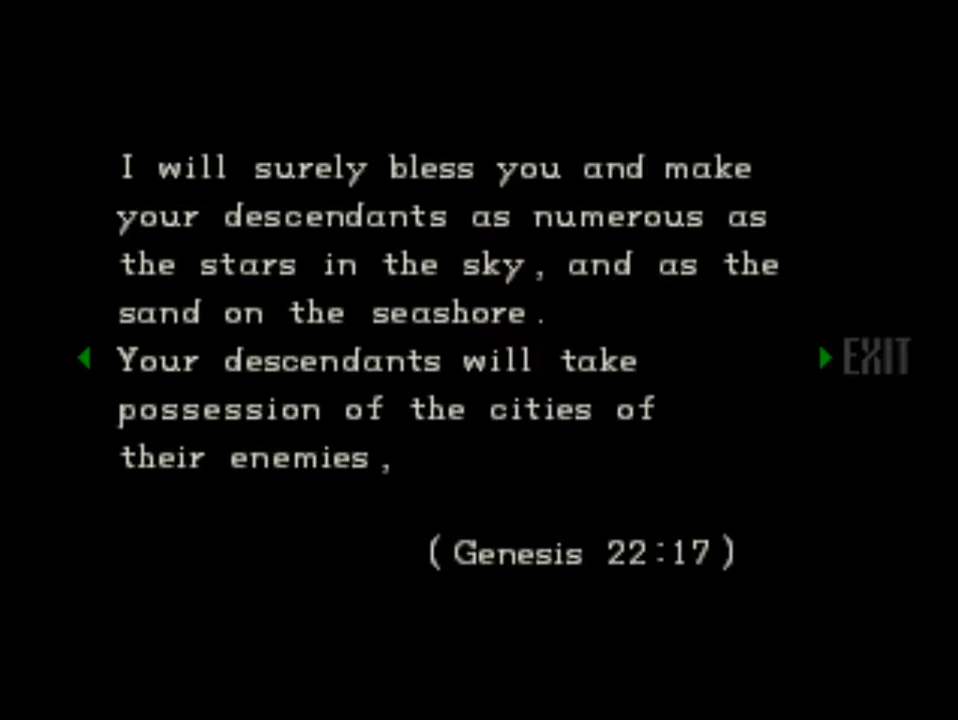 I will surely bless you and make
your descendants as numerous as
the stars in the sky, and as the
sand on the seashore.
Your descendants will take
possession of the cities of
their enemies,
(Genesis 22:17)
EXIT